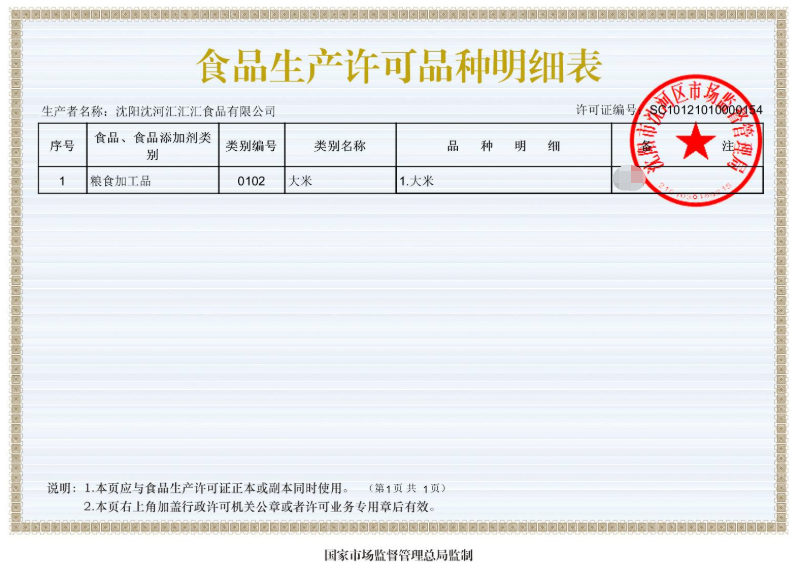 食品生产许可品种明细表
生产者名称：沈阳沈河汇汇汇食品有限公司 许可证编号：SC10121010000154
序号 食品、食品添加剂类别 类别编号 类别名称 品 种 明 细 备 注
1 粮食加工品 0102 大米 1.大米
沈阳市沈河区市场监督管理局
说明：1.本页应与食品生产许可证正本或副本同时使用。 （第1页 共 1页）
2.本页右上角加盖行政许可机关公章或者许可业务专用章后有效。
国家市场监督管理总局监制